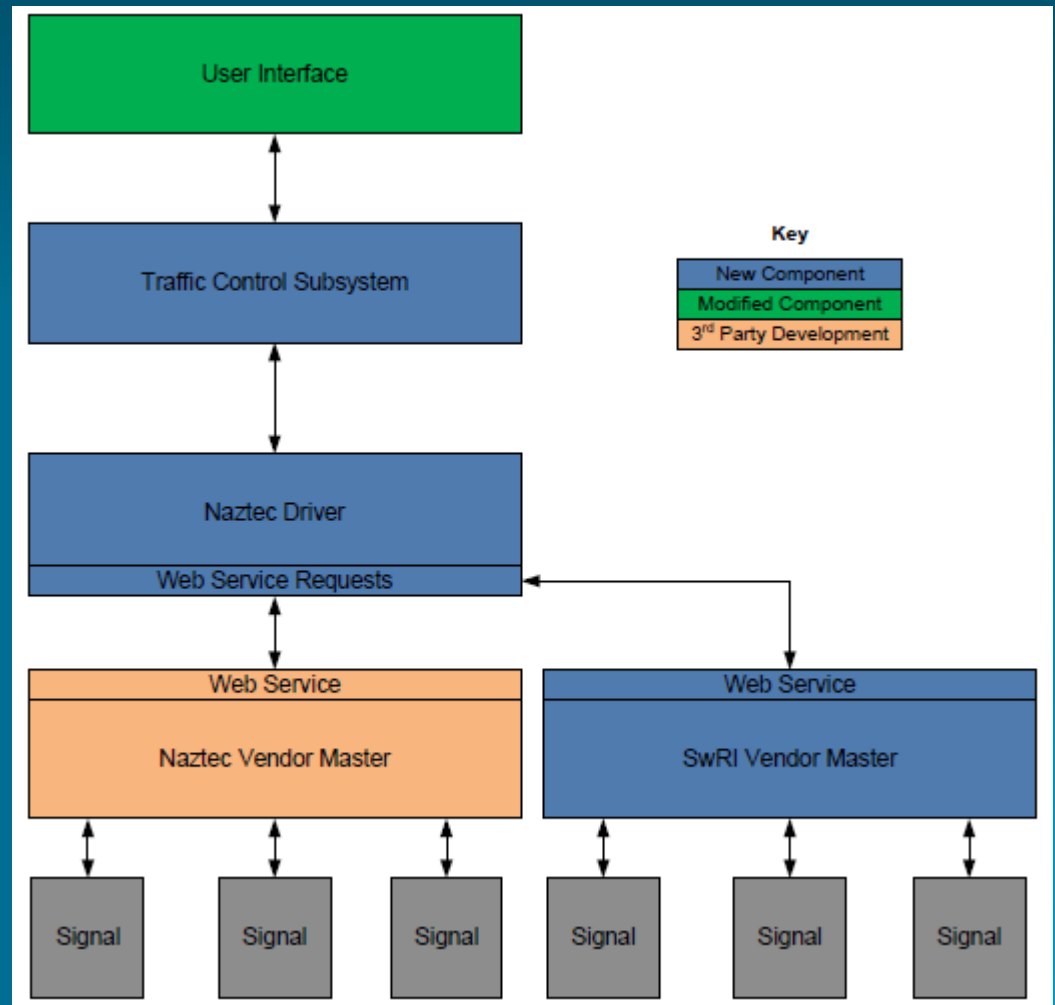 User Interface
Traffic Control Subsystem
Key
New Component
Modified Component
3rd Party Development
Naztec Driver
Web Service Requests
Web Service
Naztec Vendor Master
Web Service
SwRI Vendor Master
Signal
Signal
Signal
Signal
Signal
Signal